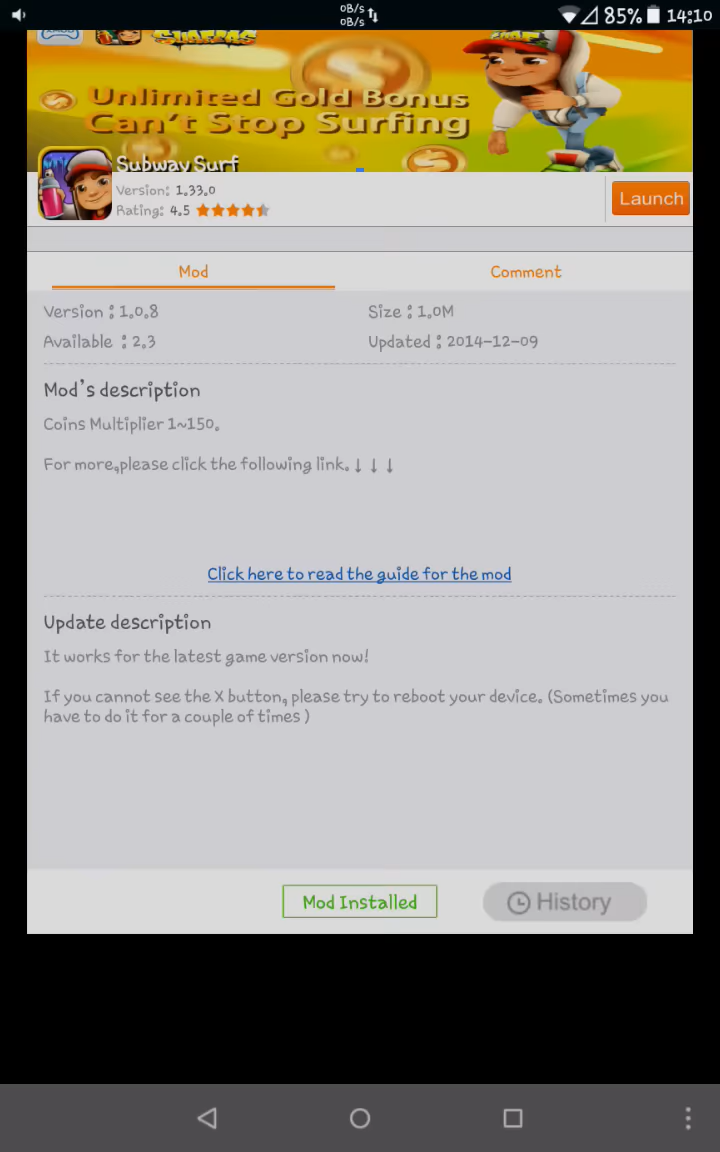 0B/s
0B/s
85% 14:10
SURFERS
Unlimited Gold Bonus
Can't Stop Surfing
Subway Surf
Version: 1.33.0
Rating: 4.5
Launch
Mod Comment
Version : 1.0.8 Size : 1.0M
Available : 2.3 Updated : 2014-12-09
Mod's description
Coins Multiplier 1~150.
For more,please click the following link.↓ ↓ ↓
Click here to read the guide for the mod
Update description
It works for the latest game version now!
If you cannot see the X button, please try to reboot your device. (Sometimes you
have to do it for a couple of times )
Mod Installed History